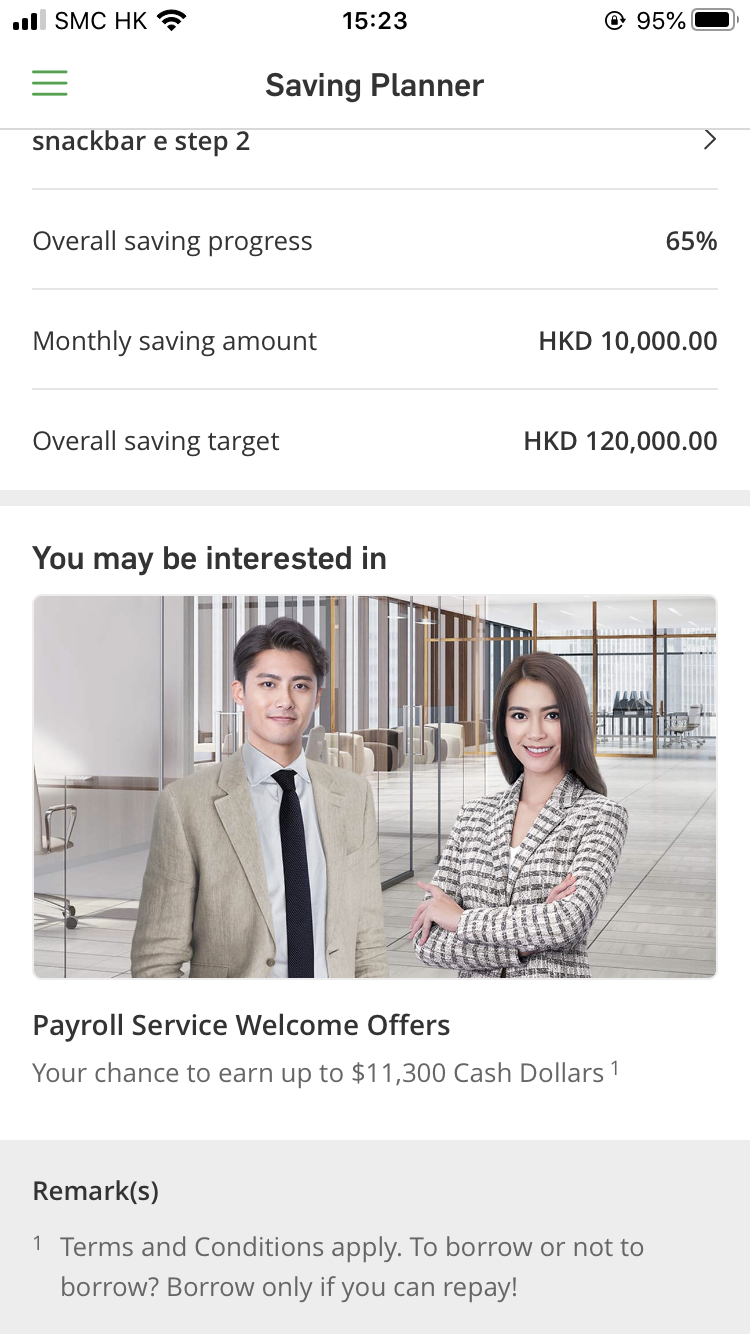 SMC HK 15:23 95%
Saving Planner
snackbar e step 2
Overall saving progress 65%
Monthly saving amount HKD 10,000.00
Overall saving target HKD 120,000.00
You may be interested in
Payroll Service Welcome Offers
Your chance to earn up to $11,300 Cash Dollars 1
Remark(s)
1 Terms and Conditions apply. To borrow or not to
borrow? Borrow only if you can repay!